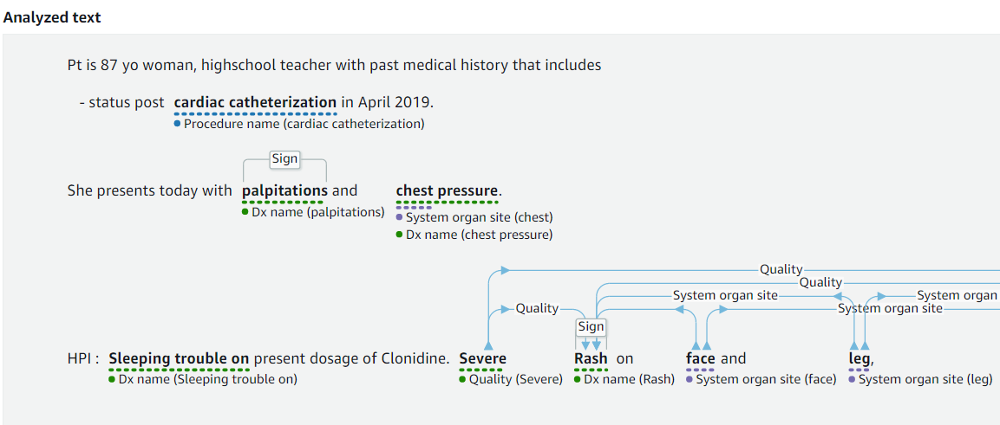 Analyzed text
Pt is 87 yo woman, highschool teacher with past medical history that includes
- status post cardiac catheterization in April 2019.
Procedure name (cardiac catheterization)
Sign
She presents today with palpitations and chest pressure.
Dx name (palpitations) System organ site (chest)
Dx name (chest pressure)
Quality
Quality
System organ site System organ
Quality System organ site
Sign
HPI : Sleeping trouble on present dosage of Clonidine. Severe Rash on face and leg,
Dx name (Sleeping trouble on) Quality (Severe) Dx name (Rash) System organ site (face) System organ site (leg)